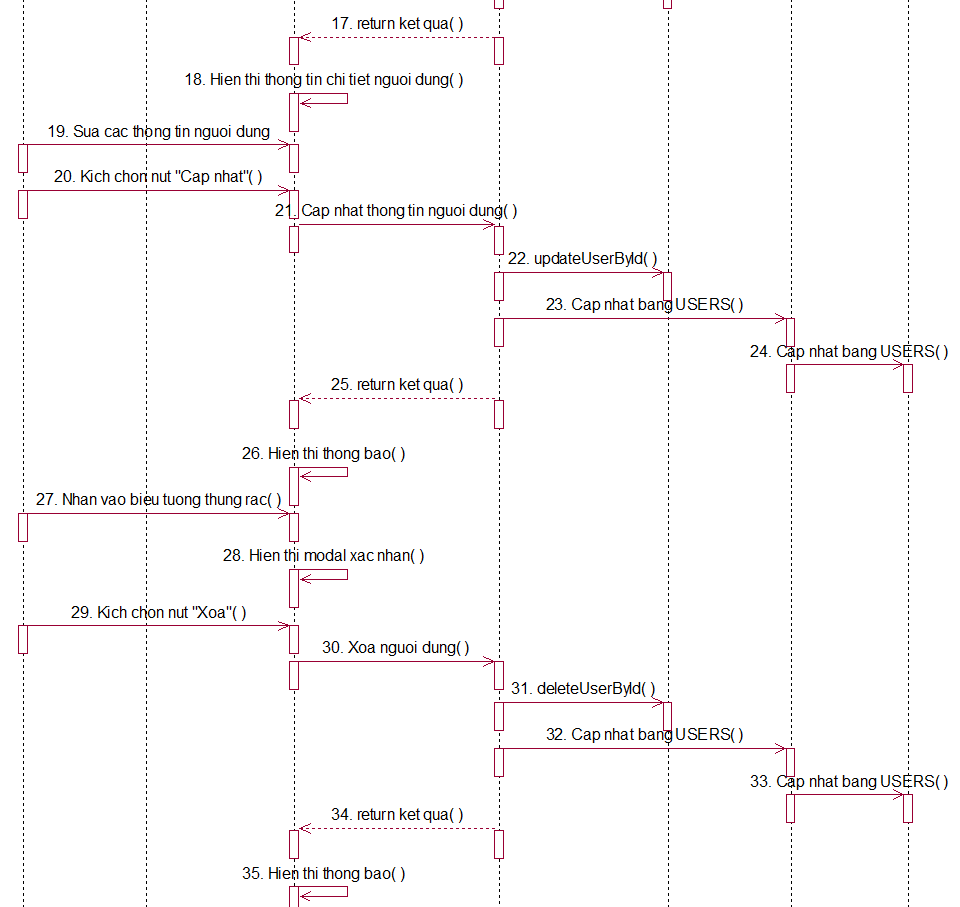 17. return ket qua( )
18. Hien thi thong tin chi tiet nguoi dung( )
19. Sua cac thong tin nguoi dung
20. Kich chon nut "Cap nhat"( )
21. Cap nhat thong tin nguoi dung( )
22. updateUserById( )
23. Cap nhat bang USERS( )
24. Cap nhat bang USERS( )
25. return ket qua( )
26. Hien thi thong bao( )
27. Nhan vao bieu tuong thung rac( )
28. Hien thi modal xac nhan( )
29. Kich chon nut "Xoa"( )
30. Xoa nguoi dung( )
31. deleteUserById( )
32. Cap nhat bang USERS( )
33. Cap nhat bang USERS( )
34. return ket qua( )
35. Hien thi thong bao( )